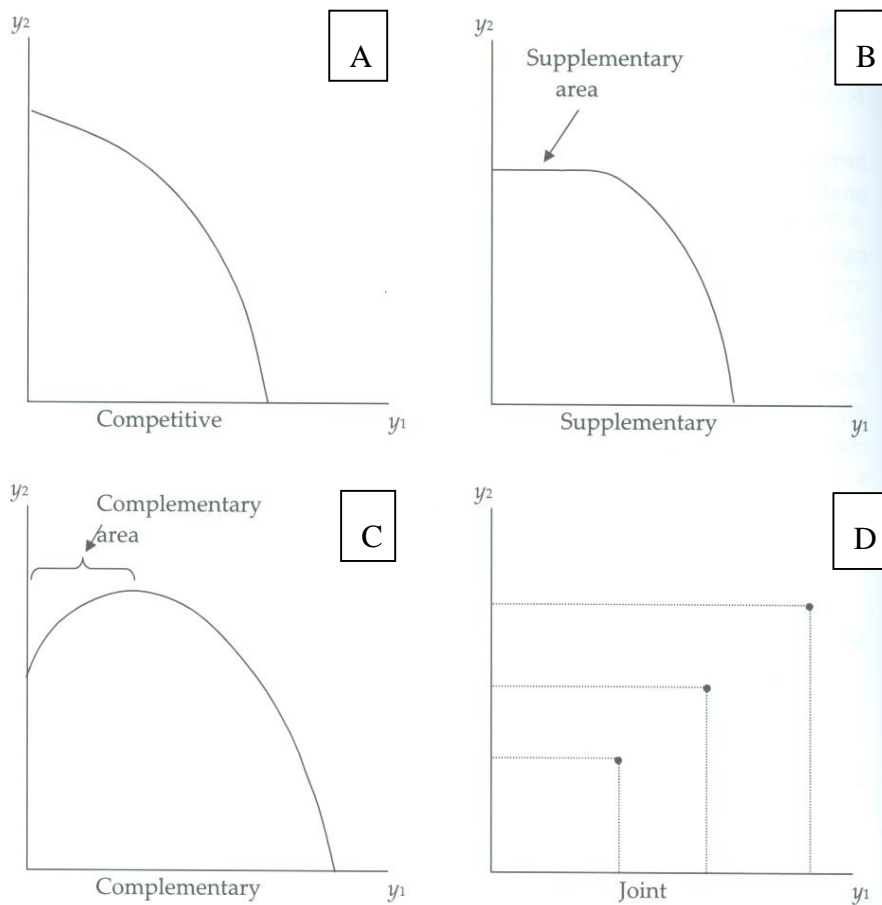 y2
A
Competitive
y1
y2
B
Supplementary
area
Supplementary
y1
y2
Complementary
area
C
Complementary
y1
y2
D
Joint
y1